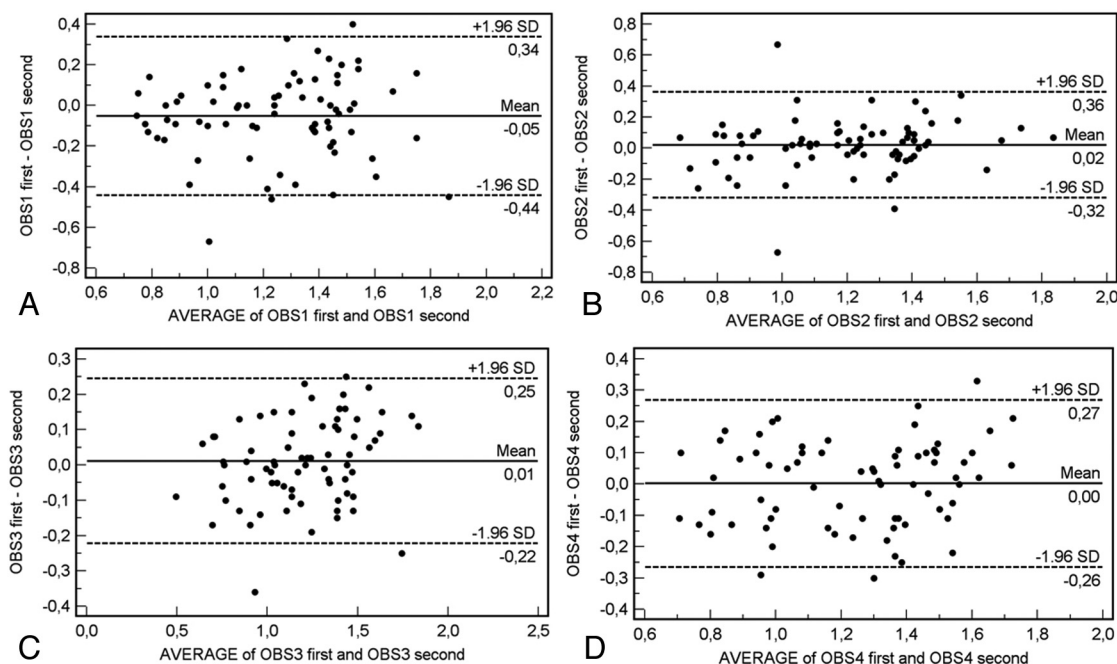 A
OBS1 first - OBS1 second
0,4
0,2
0,0
-0,2
-0,4
-0,6
-0,8
+1.96 SD
0,34
Mean
-0,05
-1.96 SD
-0,44
0,6 0,8 1,0 1,2 1,4 1,6 1,8 2,0 2,2
AVERAGE of OBS1 first and OBS1 second
B
OBS2 first - OBS2 second
0,8
0,6
0,4
0,2
0,0
-0,2
-0,4
-0,6
-0,8
+1.96 SD
0,36
Mean
0,02
-1.96 SD
-0,32
0,6 0,8 1,0 1,2 1,4 1,6 1,8 2,0
AVERAGE of OBS2 first and OBS2 second
C
OBS3 first - OBS3 second
0,3
0,2
0,1
0,0
-0,1
-0,2
-0,3
-0,4
+1.96 SD
0,25
Mean
0,01
-1.96 SD
-0,22
0,0 0,5 1,0 1,5 2,0 2,5
AVERAGE of OBS3 first and OBS3 second
D
OBS4 first - OBS4 second
0,4
0,3
0,2
0,1
0,0
-0,1
-0,2
-0,3
-0,4
+1.96 SD
0,27
Mean
0,00
-1.96 SD
-0,26
0,6 0,8 1,0 1,2 1,4 1,6 1,8 2,0
AVERAGE of OBS4 first and OBS4 second